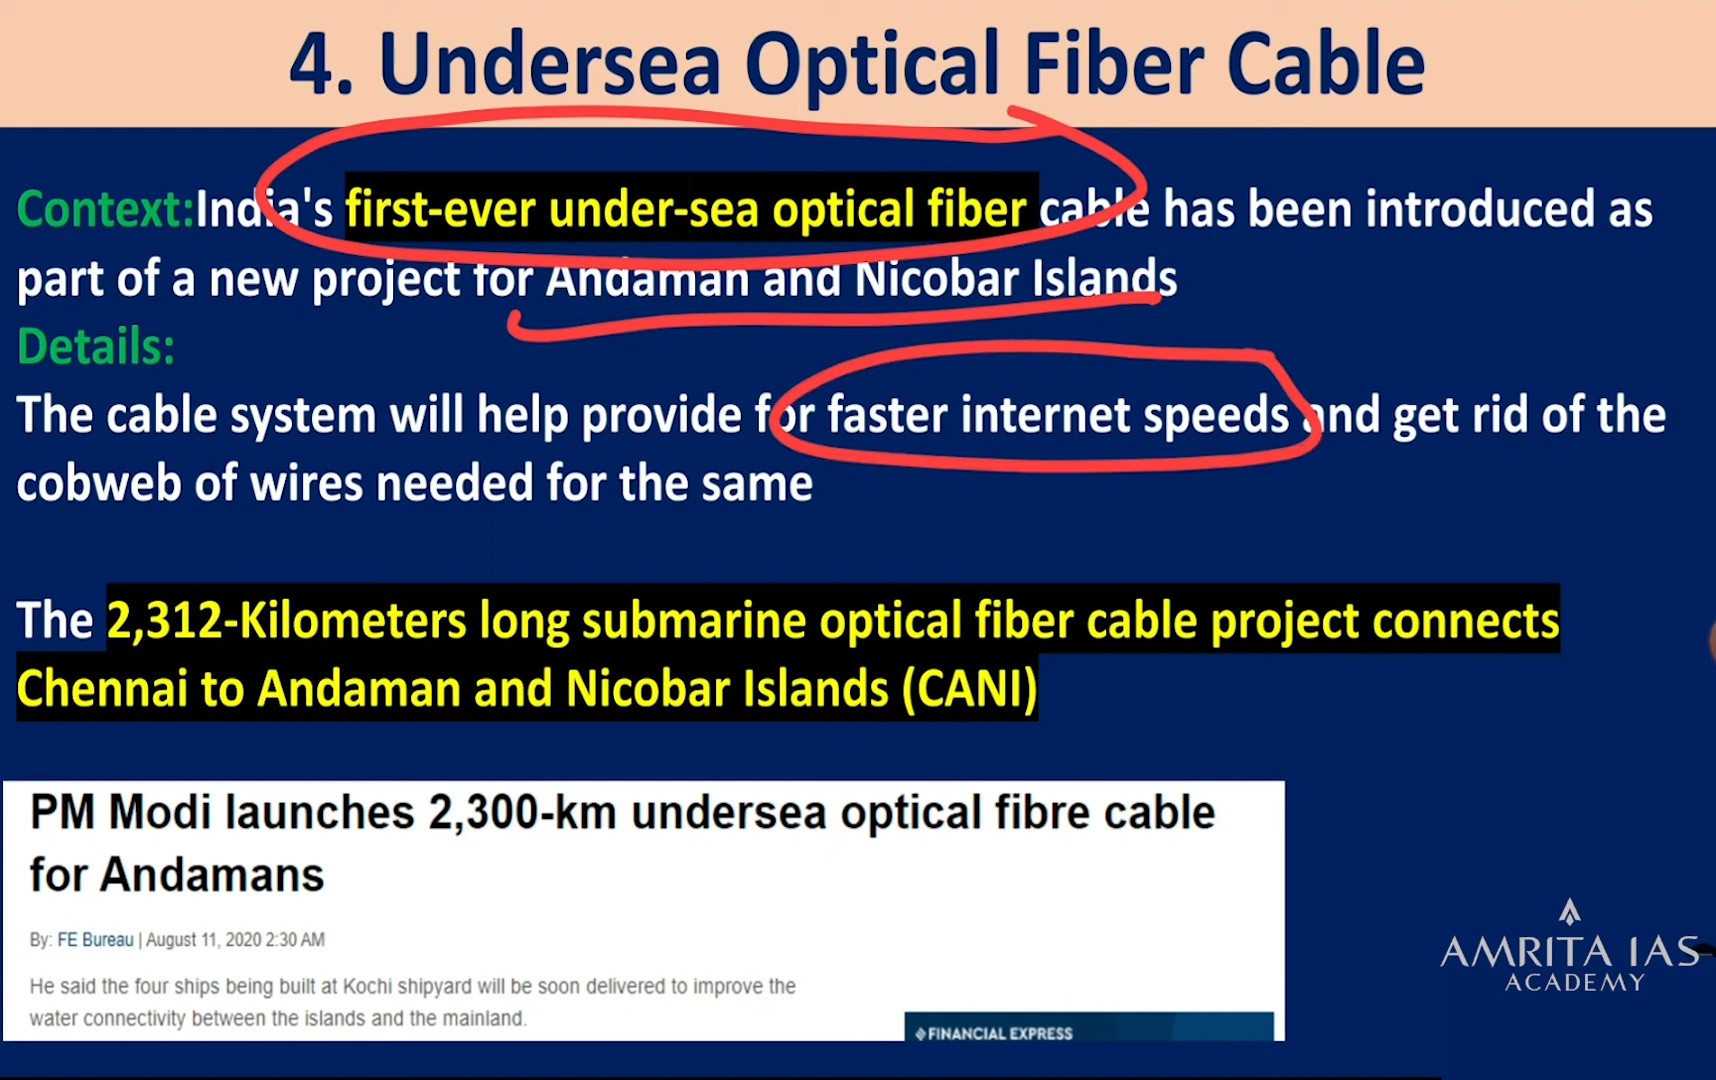 4. Undersea Optical Fiber Cable
Context:India's first-ever under-sea optical fiber cable has been introduced as
part of a new project for Andaman and Nicobar Islands
Details:
The cable system will help provide for faster internet speeds and get rid of the
cobweb of wires needed for the same
The 2,312-Kilometers long submarine optical fiber cable project connects
Chennai to Andaman and Nicobar Islands (CANI)
PM Modi launches 2,300-km undersea optical fibre cable
for Andamans
By: FE Bureau | August 11, 2020 2:30 AM
He said the four ships being built at Kochi shipyard will be soon delivered to improve the
water connectivity between the islands and the mainland.
FINANCIAL EXPRESS
AMRITA IAS
ACADEMY